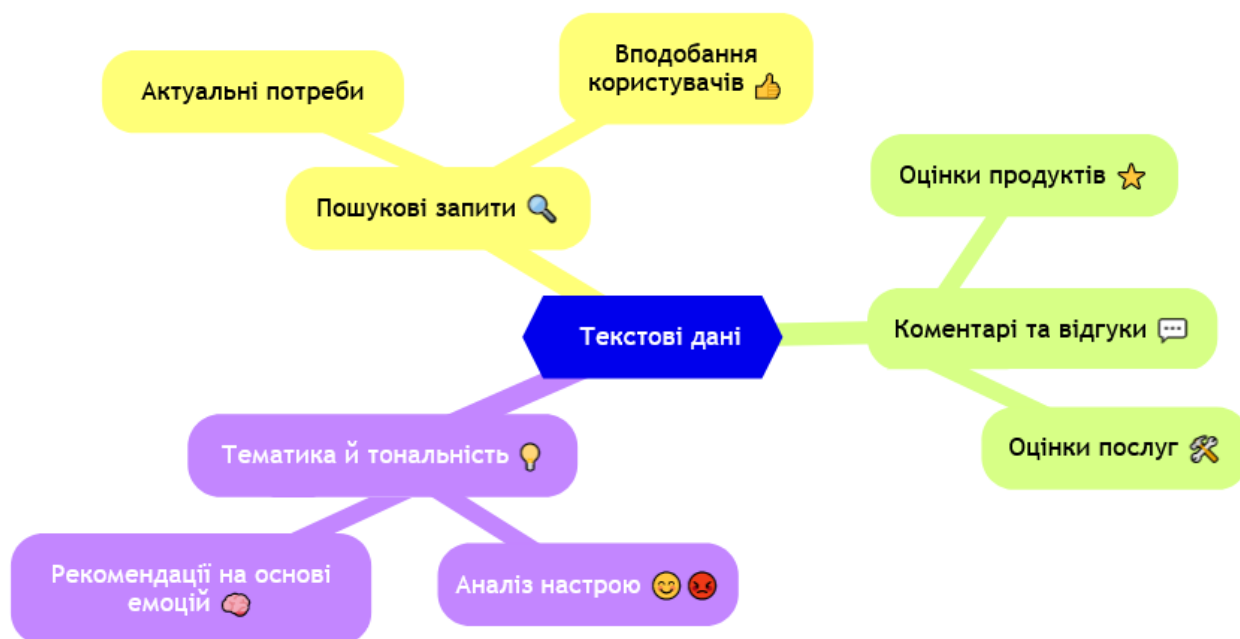 Вподобання
користувачів 👍
Актуальні потреби
Пошукові запити 🔍
Оцінки продуктів ⭐
Коментарі та відгуки 💬
Оцінки послуг 🛠
Текстові дані
Тематика й тональність 💡
Рекомендації на основі
емоцій 🧠
Аналіз настрою 😊😡